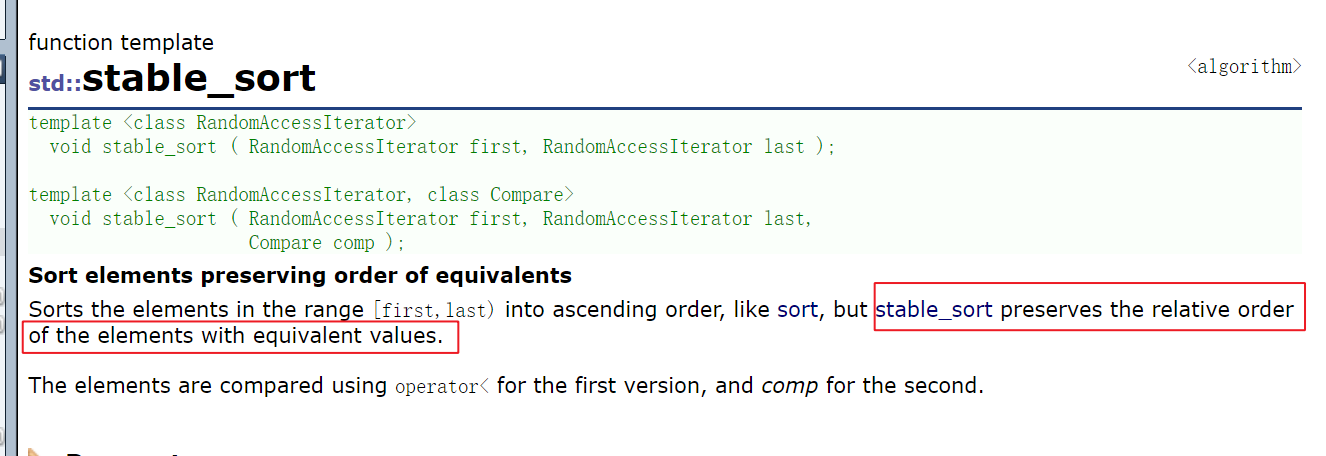 function template
<algorithm>
std::stable_sort
template <class RandomAccessIterator>
void stable_sort ( RandomAccessIterator first, RandomAccessIterator last );
template <class RandomAccessIterator, class Compare>
void stable_sort ( RandomAccessIterator first, RandomAccessIterator last,
Compare comp );
Sort elements preserving order of equivalents
Sorts the elements in the range [first,last) into ascending order, like sort, but stable_sort preserves the relative order
of the elements with equivalent values.
The elements are compared using operator< for the first version, and comp for the second.